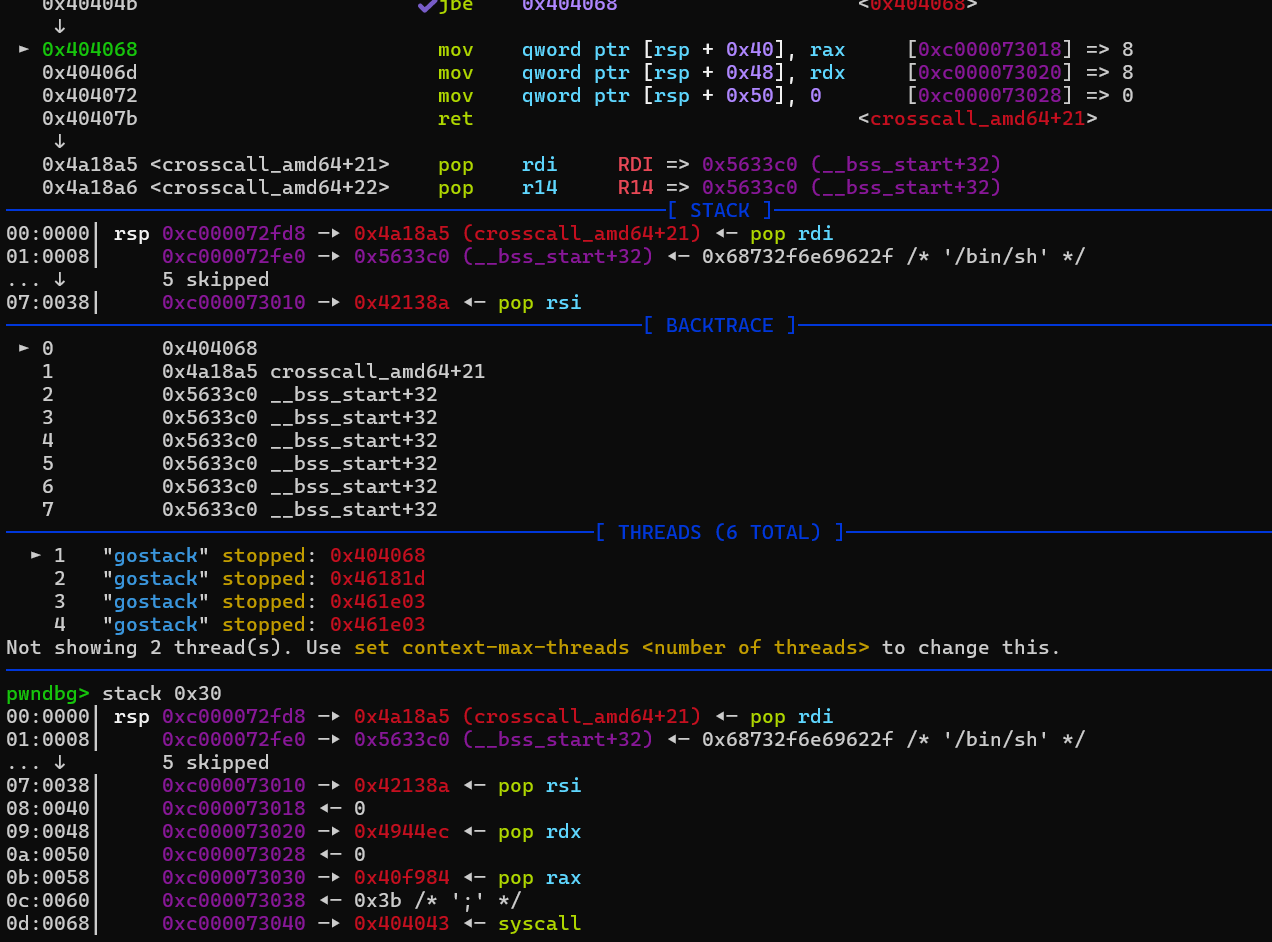 0x40404b ✔jbe 0x404068 <0x404068>
↓
► 0x404068 mov qword ptr [rsp + 0x40], rax [0xc000073018] => 8
0x40406d mov qword ptr [rsp + 0x48], rdx [0xc000073020] => 8
0x404072 mov qword ptr [rsp + 0x50], 0 [0xc000073028] => 0
0x40407b ret <crosscall_amd64+21>
↓
0x4a18a5 <crosscall_amd64+21> pop rdi RDI => 0x5633c0 (__bss_start+32)
0x4a18a6 <crosscall_amd64+22> pop r14 R14 => 0x5633c0 (__bss_start+32)
[ STACK ]
00:0000│ rsp 0xc000072fd8 —▸ 0x4a18a5 (crosscall_amd64+21) ◂— pop rdi
01:0008│ 0xc000072fe0 —▸ 0x5633c0 (__bss_start+32) ◂— 0x68732f6e69622f /* '/bin/sh' */
... ↓ 5 skipped
07:0038│ 0xc000073010 —▸ 0x42138a ◂— pop rsi
[ BACKTRACE ]
► 0 0x404068
1 0x4a18a5 crosscall_amd64+21
2 0x5633c0 __bss_start+32
3 0x5633c0 __bss_start+32
4 0x5633c0 __bss_start+32
5 0x5633c0 __bss_start+32
6 0x5633c0 __bss_start+32
7 0x5633c0 __bss_start+32
[ THREADS (6 TOTAL) ]
► 1 "gostack" stopped: 0x404068
2 "gostack" stopped: 0x46181d
3 "gostack" stopped: 0x461e03
4 "gostack" stopped: 0x461e03
Not showing 2 thread(s). Use set context-max-threads <number of threads> to change this.
pwndbg> stack 0x30
00:0000│ rsp 0xc000072fd8 —▸ 0x4a18a5 (crosscall_amd64+21) ◂— pop rdi
01:0008│ 0xc000072fe0 —▸ 0x5633c0 (__bss_start+32) ◂— 0x68732f6e69622f /* '/bin/sh' */
... ↓ 5 skipped
07:0038│ 0xc000073010 —▸ 0x42138a ◂— pop rsi
08:0040│ 0xc000073018 ◂— 0
09:0048│ 0xc000073020 —▸ 0x4944ec ◂— pop rdx
0a:0050│ 0xc000073028 ◂— 0
0b:0058│ 0xc000073030 —▸ 0x40f984 ◂— pop rax
0c:0060│ 0xc000073038 ◂— 0x3b /* ';' */
0d:0068│ 0xc000073040 —▸ 0x404043 ◂— syscall